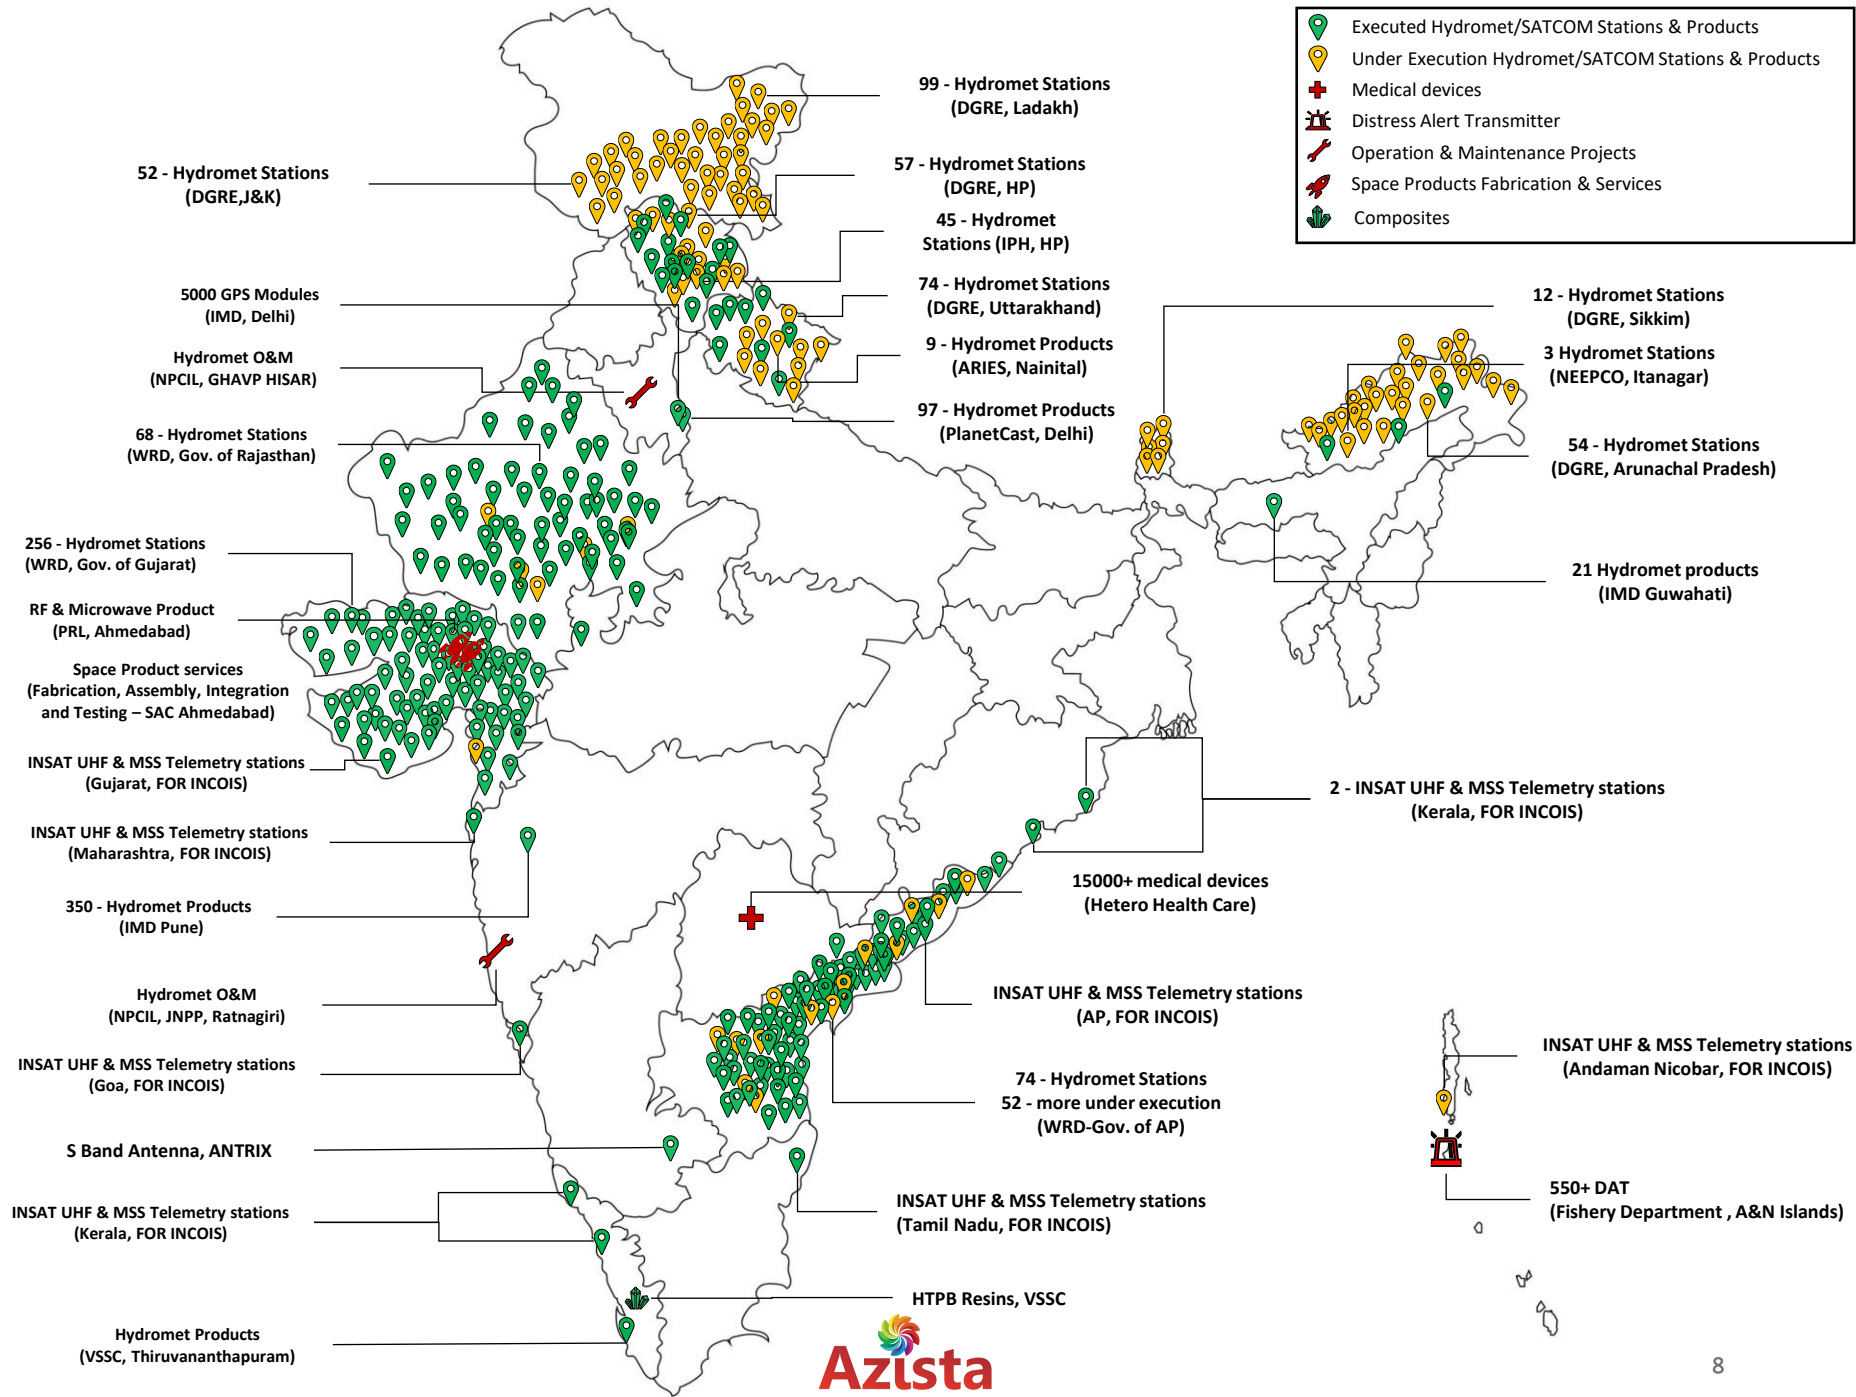 Executed Hydromet/SATCOM Stations & Products
Under Execution Hydromet/SATCOM Stations & Products
Medical devices
Distress Alert Transmitter
Operation & Maintenance Projects
Space Products Fabrication & Services
Composites
52 - Hydromet Stations
(DGRE,J&K)
5000 GPS Modules
(IMD, Delhi)
Hydromet O&M
(NPCIL, GHAVP HISAR)
68 - Hydromet Stations
(WRD, Gov. of Rajasthan)
256 - Hydromet Stations
(WRD, Gov. of Gujarat)
RF & Microwave Product
(PRL, Ahmedabad)
Space Product services
(Fabrication, Assembly, Integration
and Testing – SAC Ahmedabad)
INSAT UHF & MSS Telemetry stations
(Gujarat, FOR INCOIS)
INSAT UHF & MSS Telemetry stations
(Maharashtra, FOR INCOIS)
350 - Hydromet Products
(IMD Pune)
Hydromet O&M
(NPCIL, JNPP, Ratnagiri)
INSAT UHF & MSS Telemetry stations
(Goa, FOR INCOIS)
S Band Antenna, ANTRIX
INSAT UHF & MSS Telemetry stations
(Kerala, FOR INCOIS)
Hydromet Products
(VSSC, Thiruvananthapuram)
99 - Hydromet Stations
(DGRE, Ladakh)
57 - Hydromet Stations
(DGRE, HP)
45 - Hydromet
Stations (IPH, HP)
74 - Hydromet Stations
(DGRE, Uttarakhand)
9 - Hydromet Products
(ARIES, Nainital)
97 - Hydromet Products
(PlanetCast, Delhi)
12 - Hydromet Stations
(DGRE, Sikkim)
3 Hydromet Stations
(NEEPCO, Itanagar)
54 - Hydromet Stations
(DGRE, Arunachal Pradesh)
21 Hydromet products
(IMD Guwahati)
2 - INSAT UHF & MSS Telemetry stations
(Kerala, FOR INCOIS)
15000+ medical devices
(Hetero Health Care)
INSAT UHF & MSS Telemetry stations
(AP, FOR INCOIS)
74 - Hydromet Stations
52 - more under execution
(WRD-Gov. of AP)
INSAT UHF & MSS Telemetry stations
(Tamil Nadu, FOR INCOIS)
HTPB Resins, VSSC
INSAT UHF & MSS Telemetry stations
(Andaman Nicobar, FOR INCOIS)
550+ DAT
(Fishery Department , A&N Islands)
Azista
8